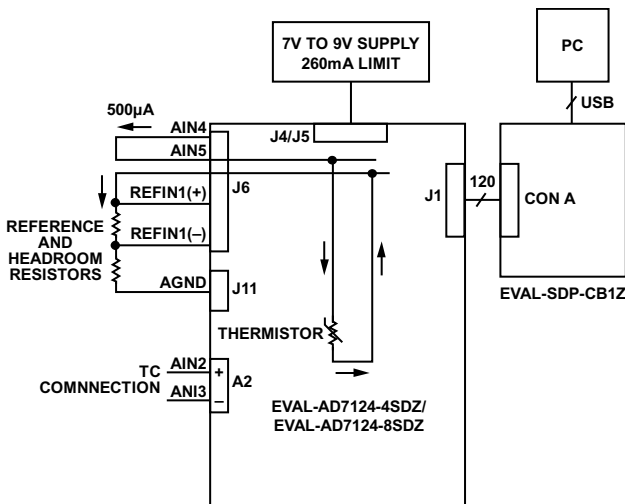 7V TO 9V SUPPLY
260mA LIMIT
PC
USB
500µA
AIN4
AIN5
J4/J5
J6
REFIN1(+)
REFIN1(–)
REFERENCE
AND
HEADROOM
RESISTORS
AGND
J11
J1
120
CON A
EVAL-SDP-CB1Z
THERMISTOR
TC
COMNNECTION
AIN2
ANI3
+
–
A2
EVAL-AD7124-4SDZ/
EVAL-AD7124-8SDZ